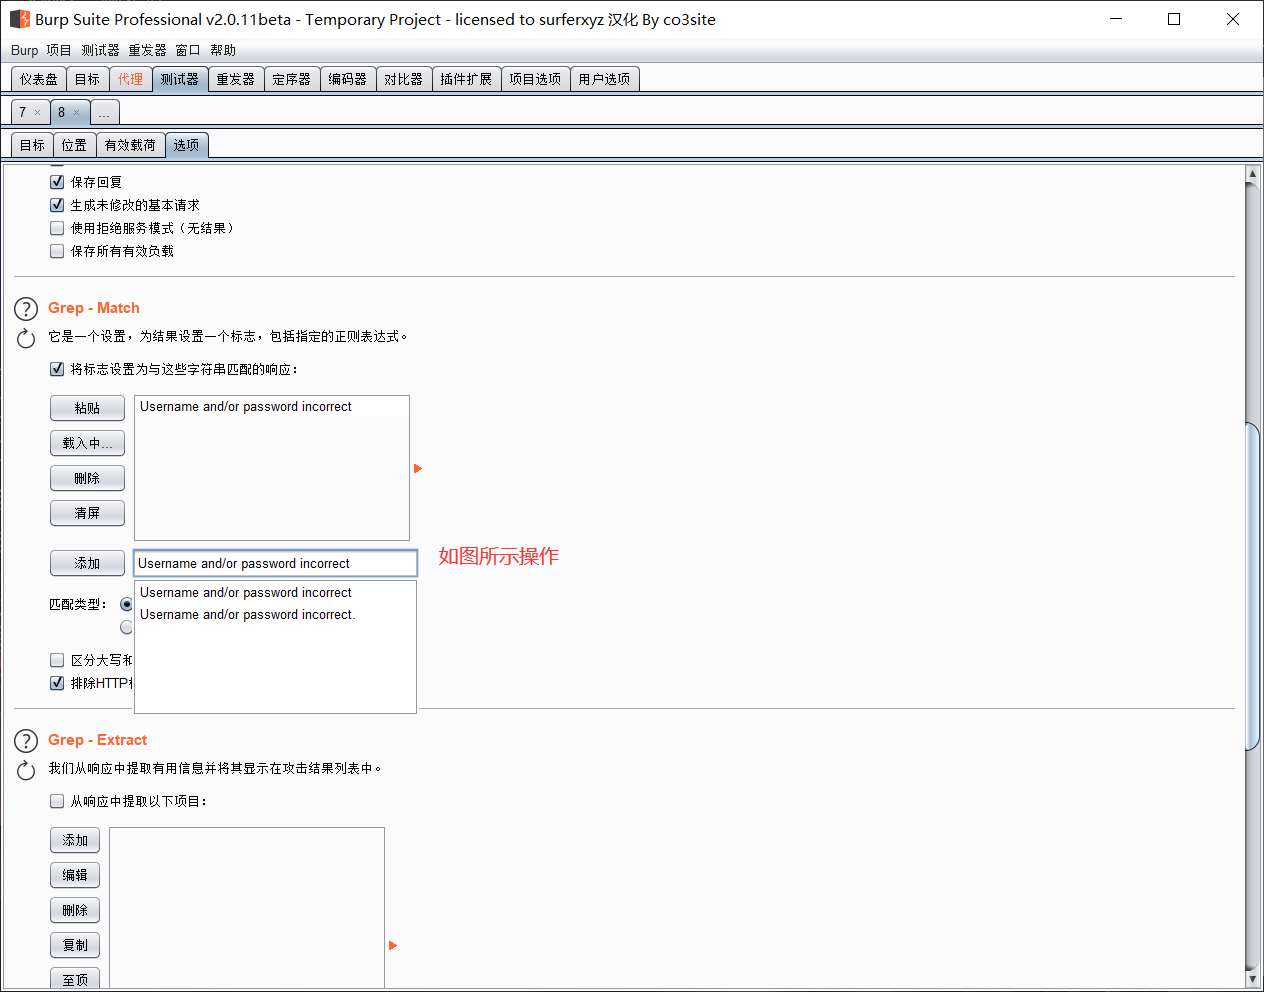 Burp Suite Professional v2.0.11beta - Temporary Project - licensed to surferxyz 汉化 By co3site
Burp 项目 测试器 重发器 窗口 帮助
仪表盘 目标 代理 测试器 重发器 定序器 编码器 对比器 插件扩展 项目选项 用户选项
7 × 8 × ...
目标 位置 有效载荷 选项
保存回复
生成未修改的基本请求
使用拒绝服务模式（无结果）
保存所有有效负载
Grep - Match
它是一个设置，为结果设置一个标志，包括指定的正则表达式。
将标志设置为与这些字符串匹配的响应：
粘贴
Username and/or password incorrect
载入中...
删除
清屏
添加
Username and/or password incorrect
如图所示操作
Username and/or password incorrect
匹配类型：
Username and/or password incorrect.
区分大写和
排除HTTP
Grep - Extract
我们从响应中提取有用信息并将其显示在攻击结果列表中。
从响应中提取以下项目：
添加
编辑
删除
复制
至顶